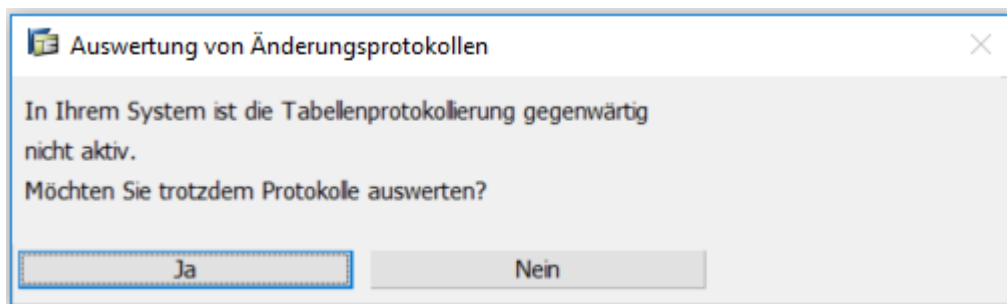 Auswertung von Änderungsprotokollen
In Ihrem System ist die Tabellenprotokollierung gegenwärtig
nicht aktiv.
Möchten Sie trotzdem Protokolle auswerten?
Ja Nein